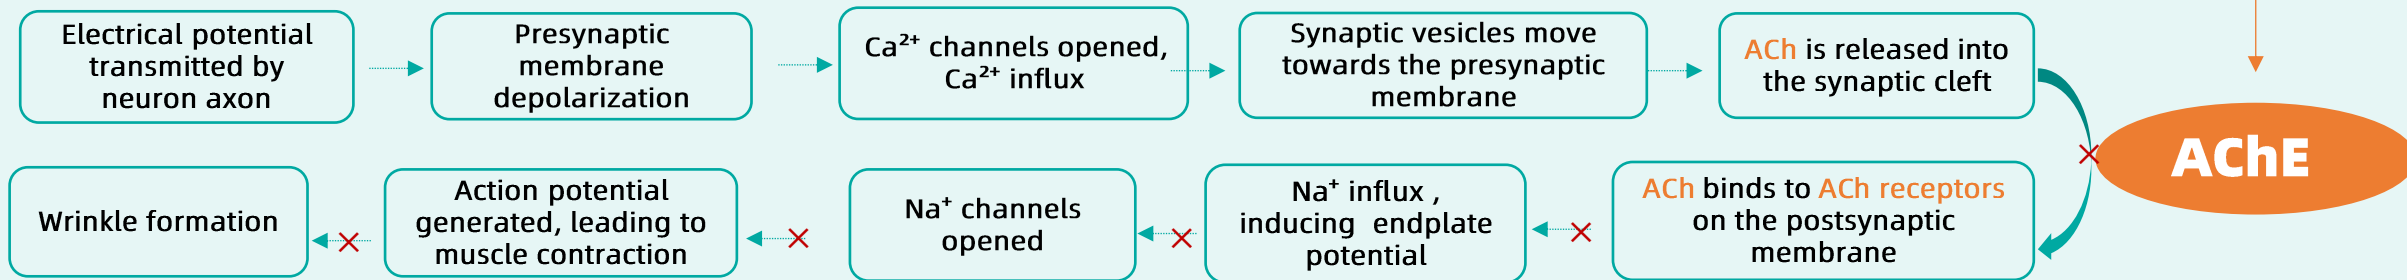 Electrical potential
transmitted by
neuron axon
Presynaptic
membrane
depolarization
Ca²⁺ channels opened,
Ca²⁺ influx
Synaptic vesicles move
towards the presynaptic
membrane
ACh is released into
the synaptic cleft
AChE
ACh binds to ACh receptors
on the postsynaptic
membrane
Na⁺ influx ,
inducing endplate
potential
Na⁺ channels
opened
Action potential
generated, leading to
muscle contraction
Wrinkle formation